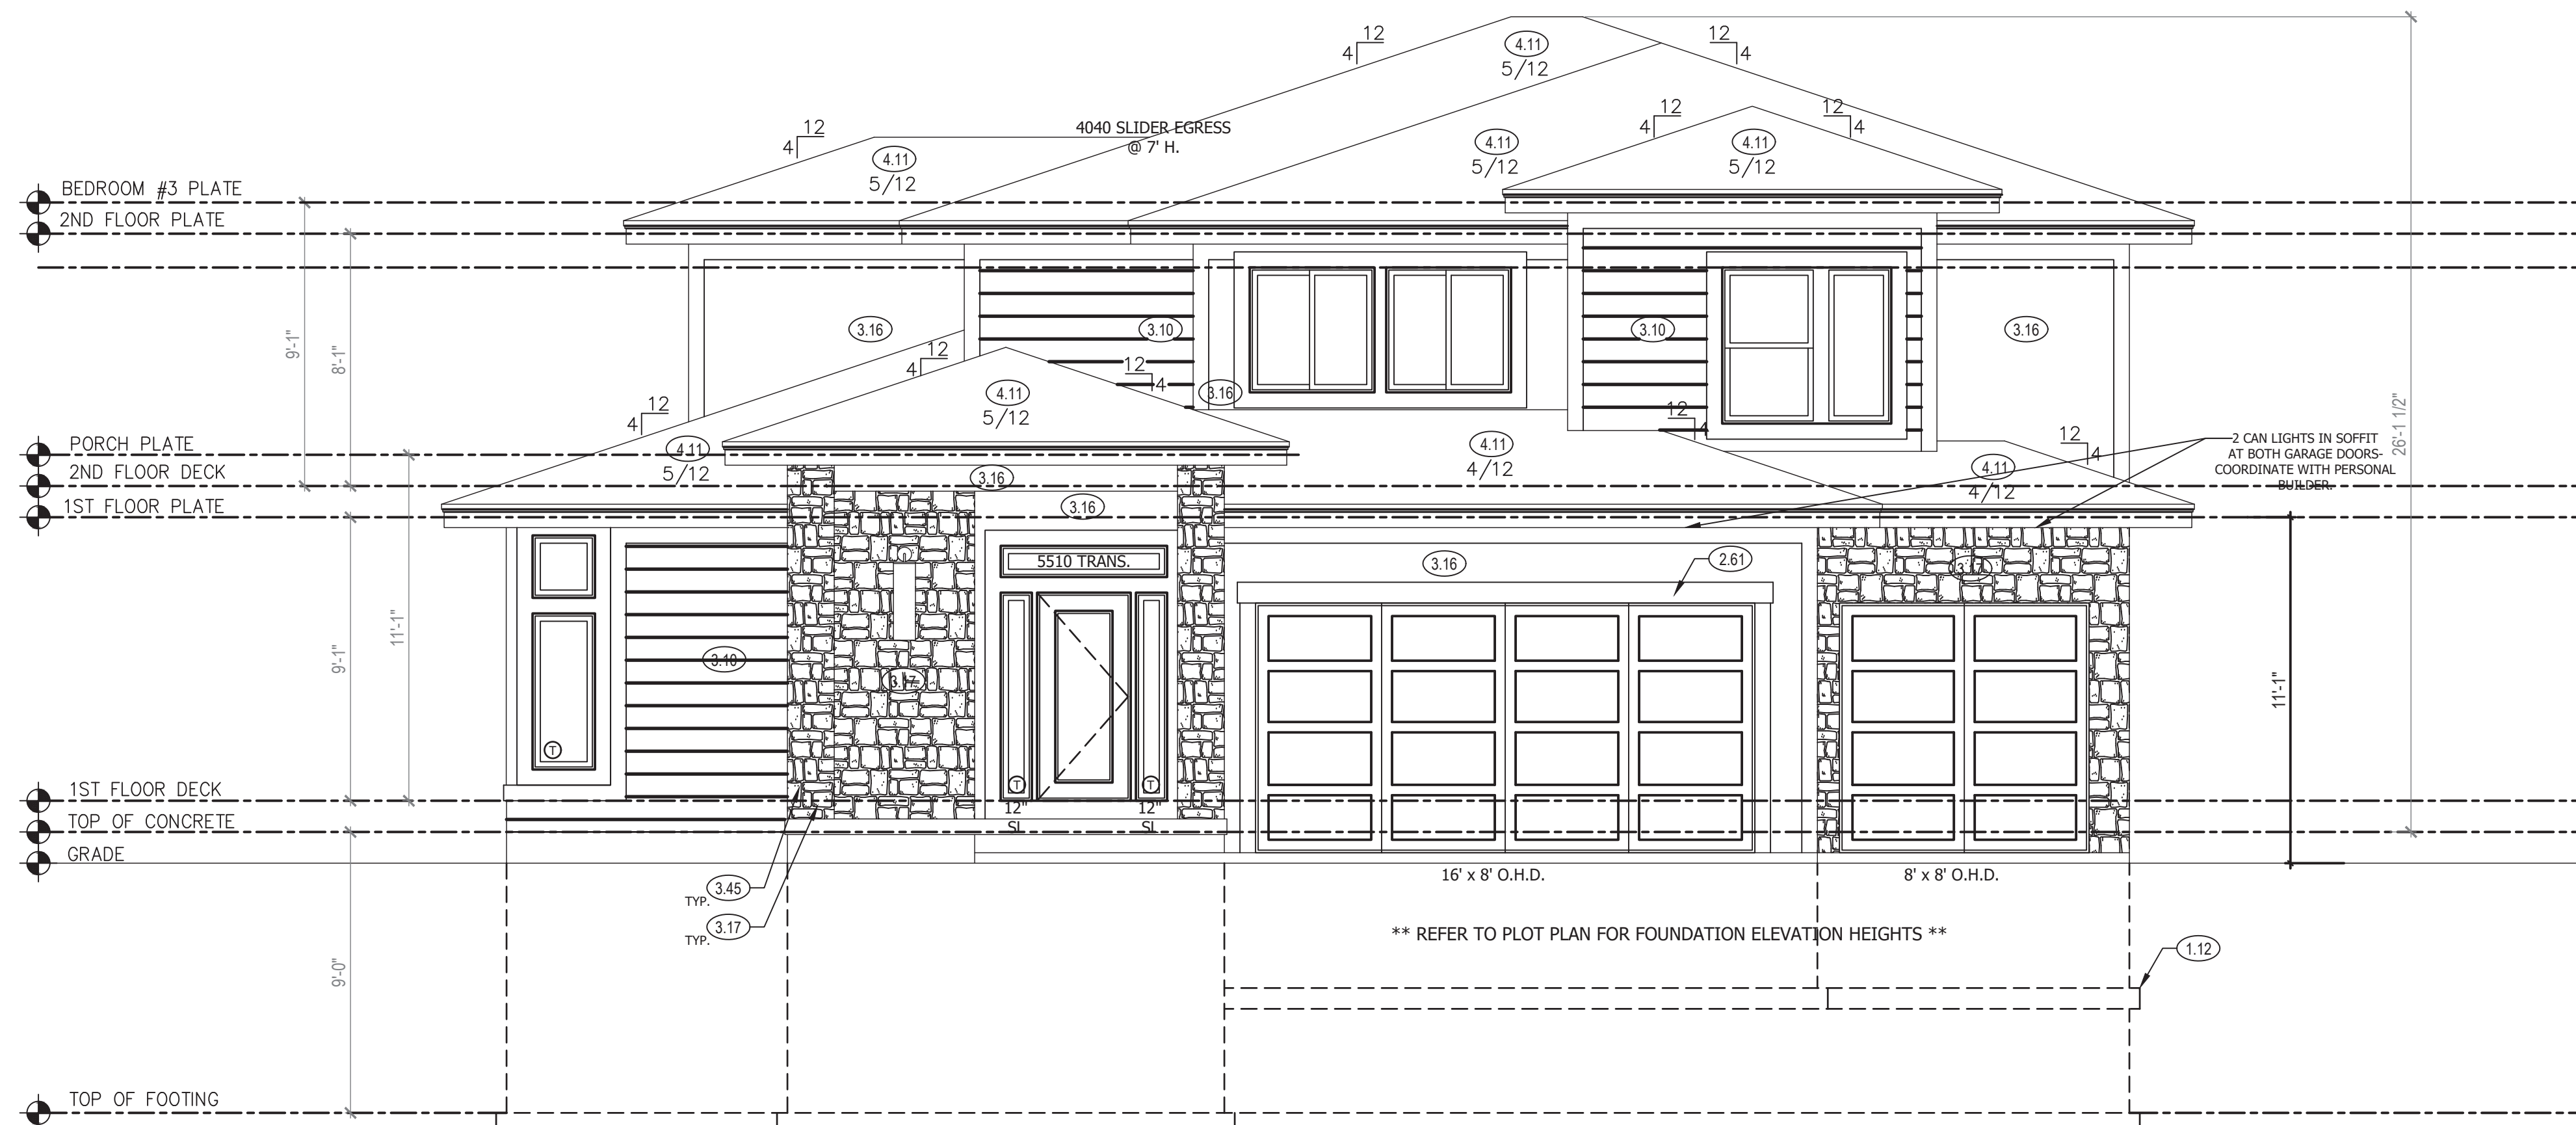 12
4
4.11
5/12
12
4
12
4
4.11
5/12
4040 SLIDER EGRESS
@ 7' H.
4.11
5/12
12
4
12
4
4.11
5/12
BEDROOM #3 PLATE
2ND FLOOR PLATE
9'-1"
8'-1"
3.16
3.10
3.10
3.16
12
4
12
4
3.16
4.11
5/12
12
4
12
4
12
4
26'-1 1/2"
PORCH PLATE
2ND FLOOR DECK
1ST FLOOR PLATE
4.11
5/12
4.11
4/12
4.11
4/12
2 CAN LIGHTS IN SOFFIT
AT BOTH GARAGE DOORS-
COORDINATE WITH PERSONAL
BUILDER.
3.16
3.16
5510 TRANS.
3.16
2.61
3.17
9'-1"
11'-1"
3.10
3.17
11'-1"
T
T
T
1ST FLOOR DECK
TOP OF CONCRETE
GRADE
12"
SL
12"
SL
16' x 8' O.H.D.
8' x 8' O.H.D.
3.45
TYP.
3.17
TYP.
** REFER TO PLOT PLAN FOR FOUNDATION ELEVATION HEIGHTS **
1.12
9'-0"
TOP OF FOOTING